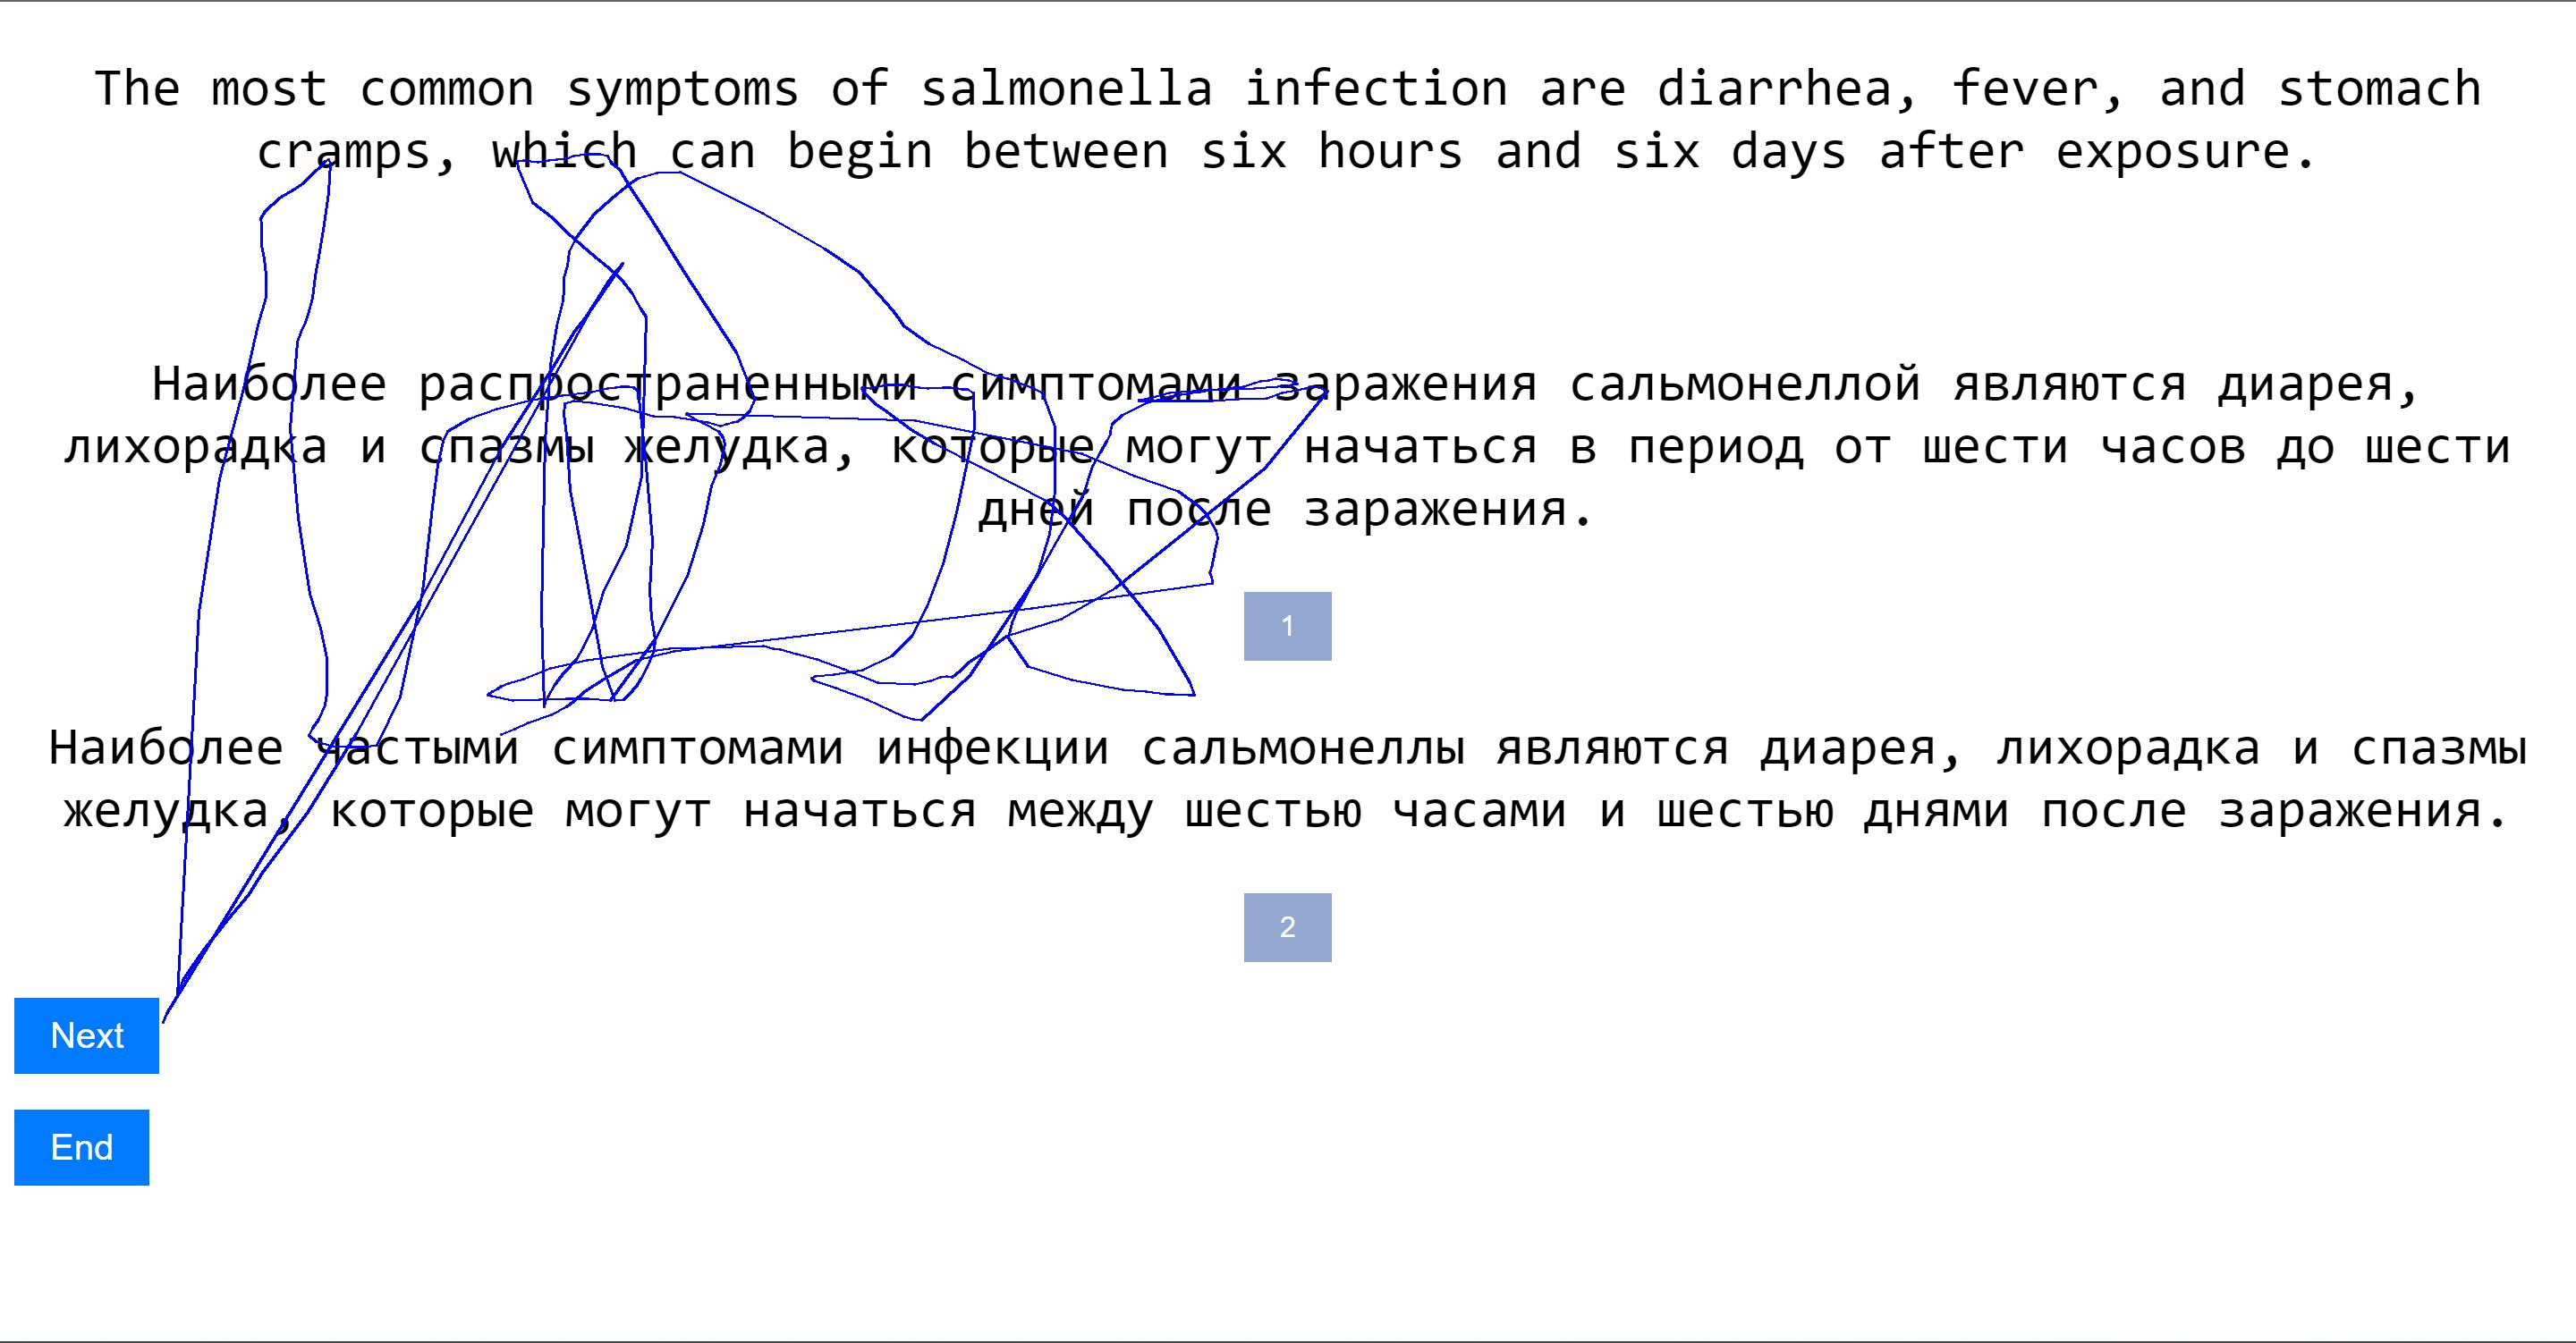 The most common symptoms of salmonella infection are diarrhea, fever, and stomach
cramps, which can begin between six hours and six days after exposure.
Наиболее распространенными симптомами заражения сальмонеллой являются диарея,
лихорадка и спазмы желудка, которые могут начаться в период от шести часов до шести
дней после заражения.
1
Наиболее частыми симптомами инфекции сальмонеллы являются диарея, лихорадка и спазмы
желудка, которые могут начаться между шестью часами и шестью днями после заражения.
2
Next
End